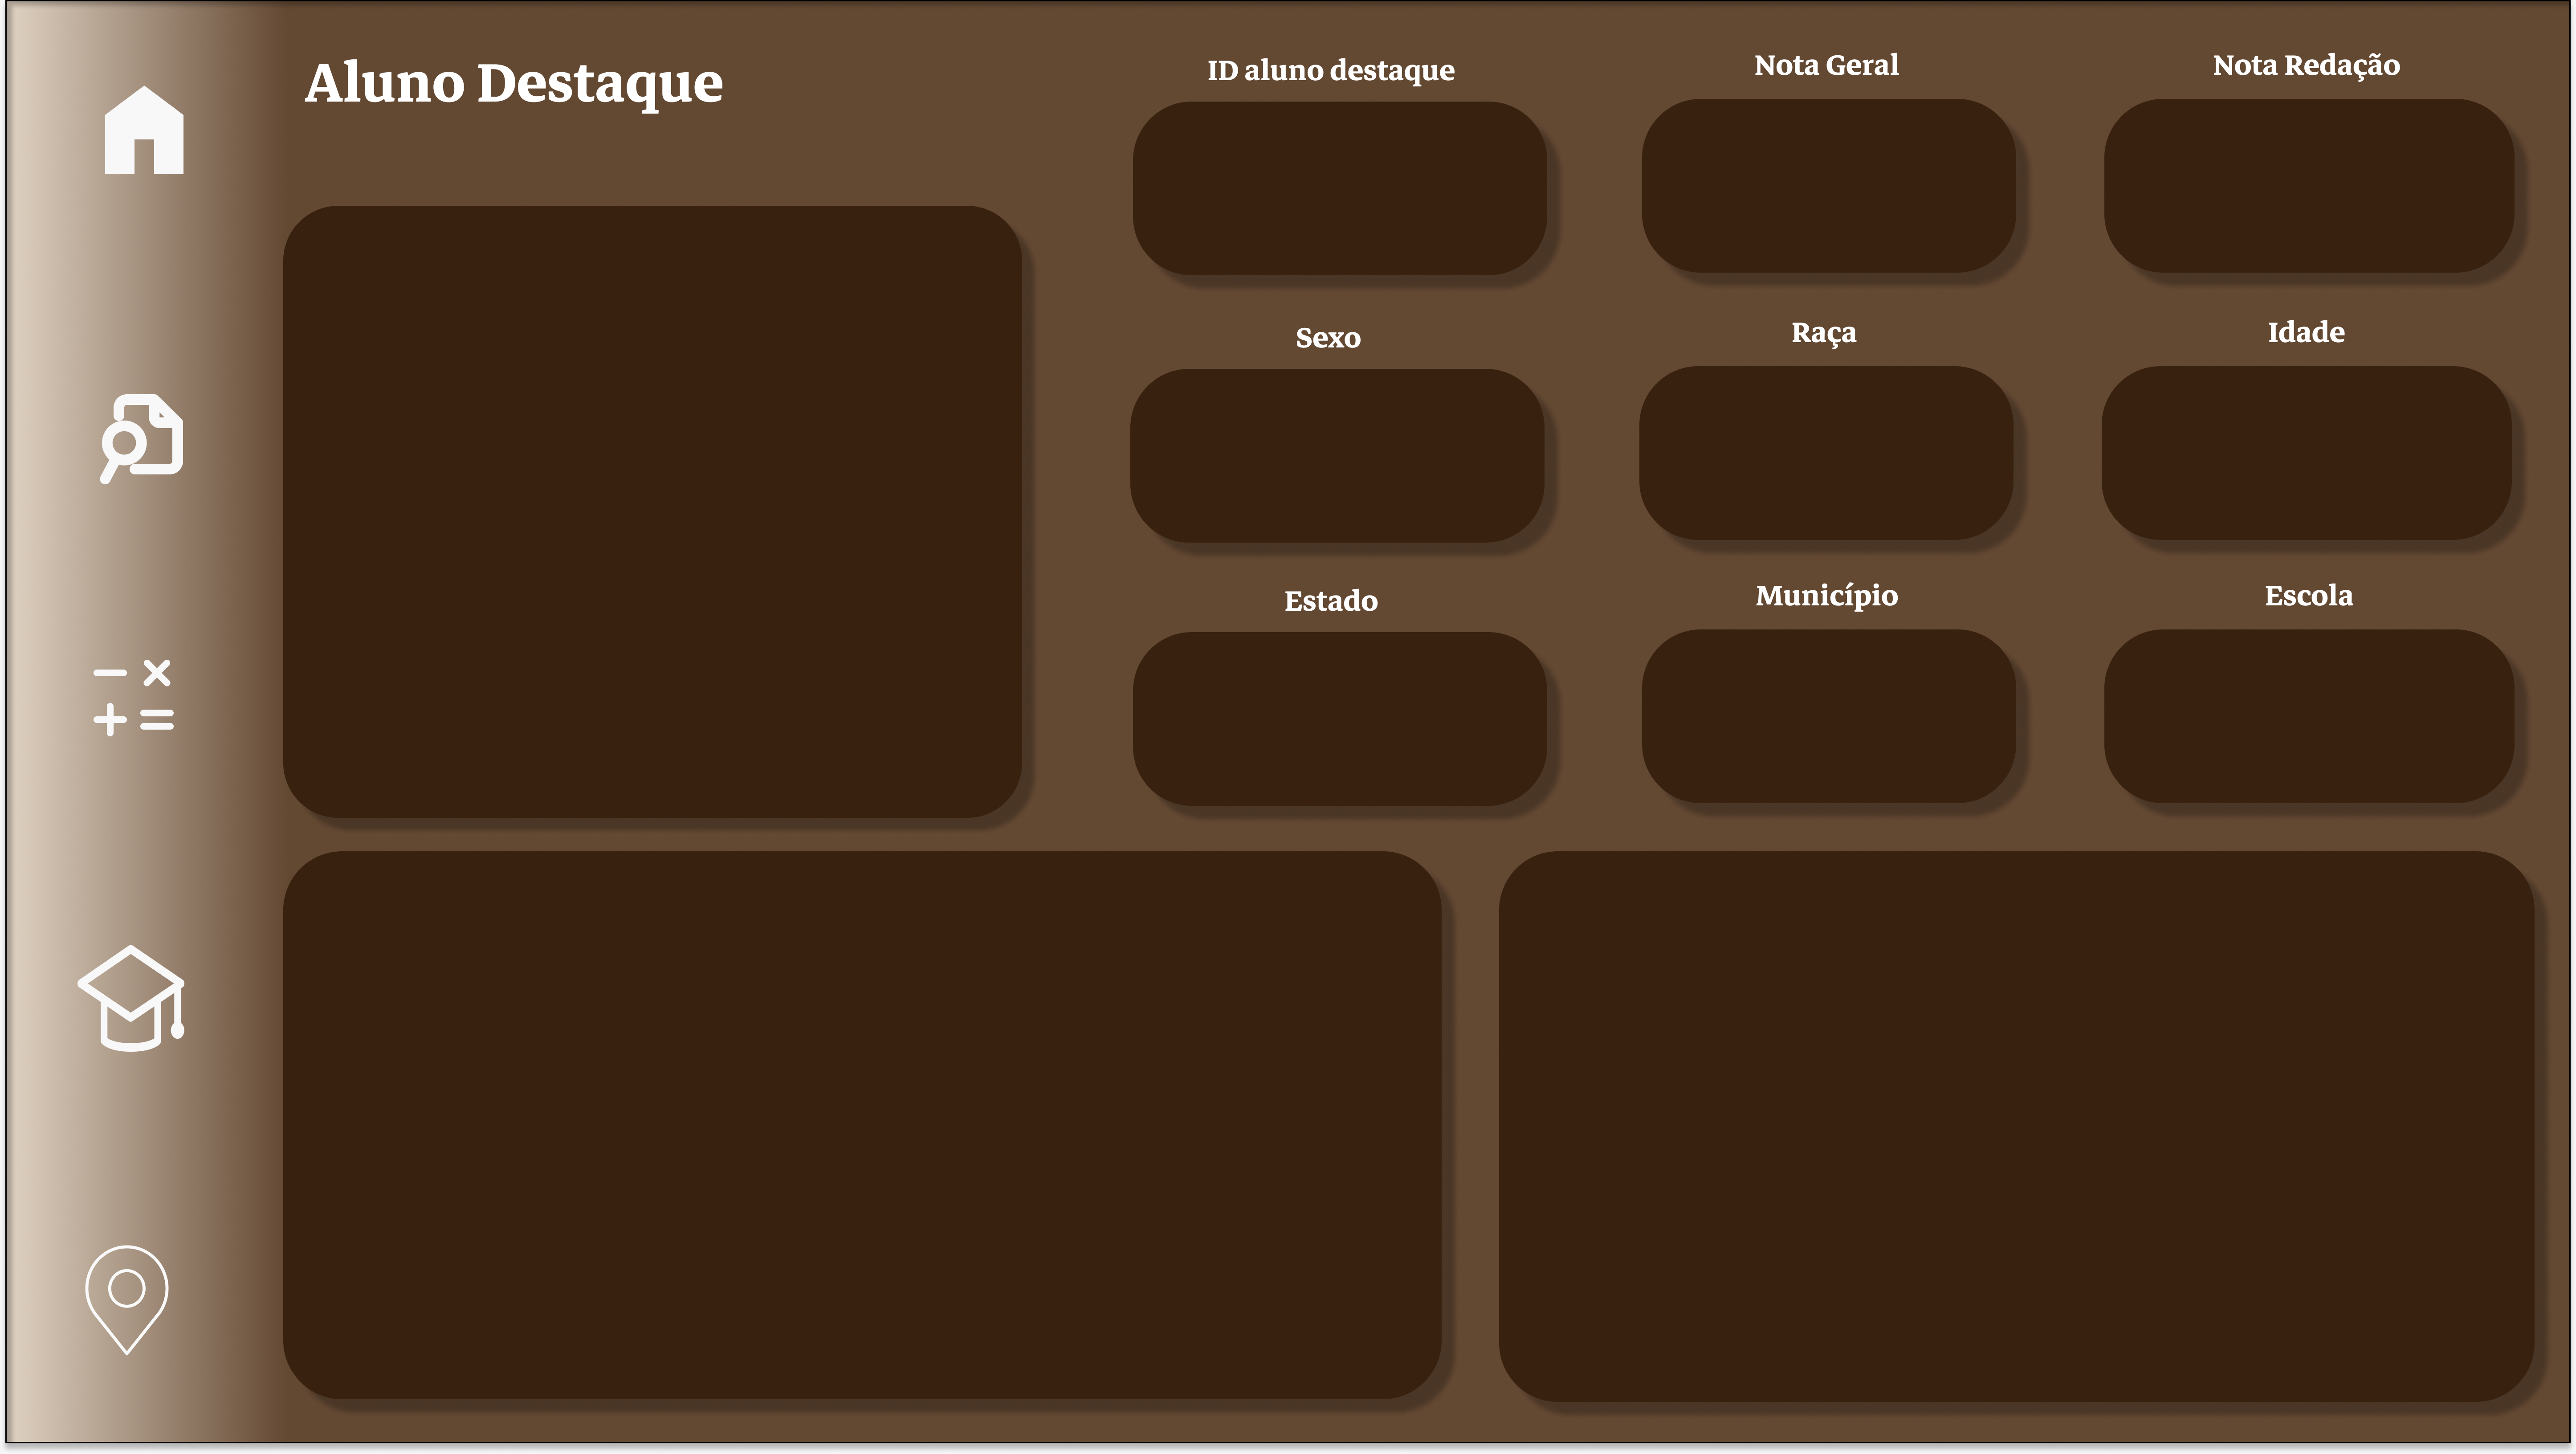 Aluno Destaque
ID aluno destaque
Nota Geral
Nota Redação
Sexo
Raça
Idade
Estado
Município
Escola